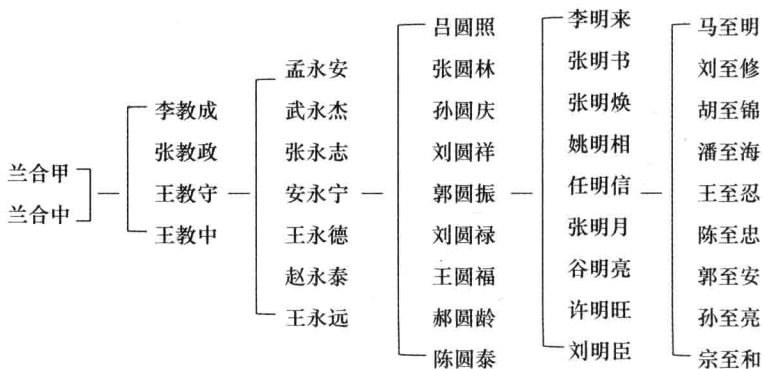 兰合甲
兰合中
李教成
张教政
王教守
王教中
孟永安
武永杰
张永志
安永宁
王永德
赵永泰
王永远
吕圆照
张圆林
孙圆庆
刘圆祥
郭圆振
刘圆禄
王圆福
郝圆龄
陈圆泰
李明来
张明书
张明焕
姚明相
任明信
张明月
谷明亮
许明旺
刘明臣
马至明
刘至修
胡至锦
潘至海
王至忍
陈至忠
郭至安
孙至亮
宗至和